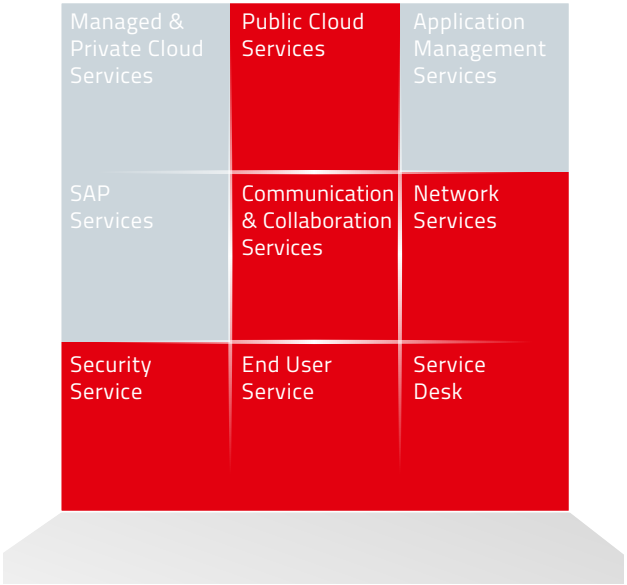 Managed &
Private Cloud
Services
Public Cloud
Services
Application
Management
Services
SAP
Services
Communication
& Collaboration
Services
Network
Services
Security
Service
End User
Service
Service
Desk